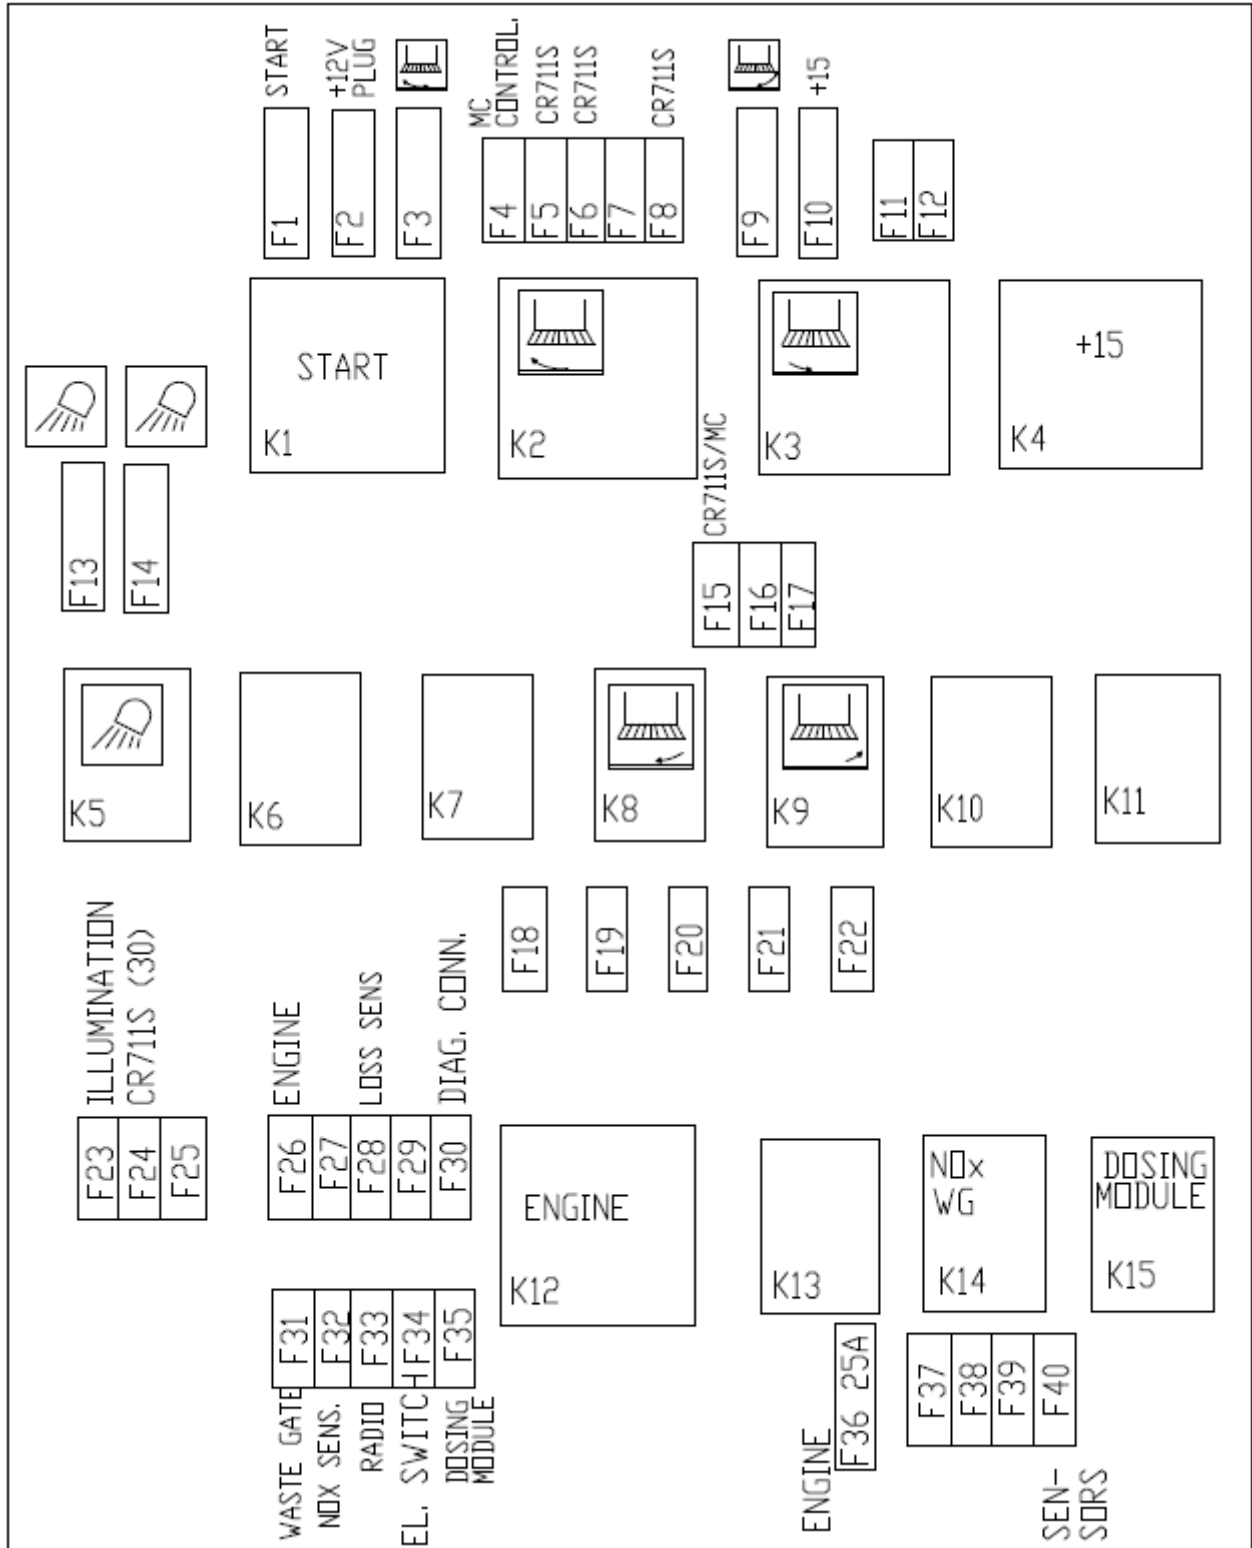 START
+12V
PLUG
MC
CONTROL.
CR711S
CR711S
CR711S
+15
F1
F2
F3
F4
F5
F6
F7
F8
F9
F10
F11
F12
START
K1
K2
K3
+15
K4
F13
F14
CR711S/MC
F15
F16
F17
K5
K6
K7
K8
K9
K10
K11
F18
F19
F20
F21
F22
ILLUMINATION
CR711S (30)
F23
F24
F25
ENGINE
LOSS SENS
DIAG. CONN.
F26
F27
F28
F29
F30
ENGINE
K12
K13
NOx
WG
K14
DOSING
MODULE
K15
F31
F32
F33
F34
F35
WASTE GATE
NOX SENS.
RADIO
EL. SWITCH
DOSING
MODULE
ENGINE
F36 25A
F37
F38
F39
F40
SEN-
SORS